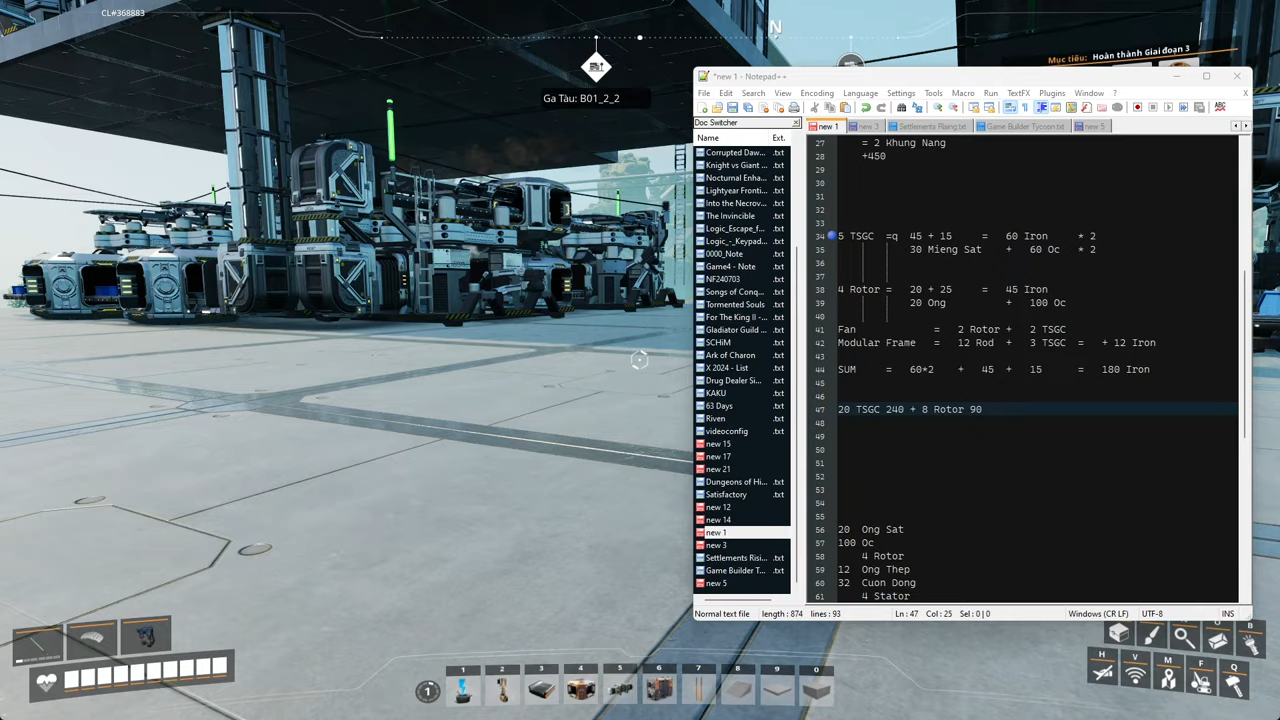 CL#368883
N
Mục tiêu: Hoàn thành Giai đoạn 3
Ga Tàu: B01_2_2
*new 1 - Notepad++
File Edit Search View Encoding Language Settings Tools Macro Run TextFX Plugins Window ?
X
Doc Switcher
new 1
new 3
Settlements Rising.txt
Game Builder Tycoon.txt
new 5
Name Ext.
Corrupted Daw... .txt
Knight vs Giant ... .txt
Nocturnal Enha... .txt
Lightyear Fronti... .txt
Into the Necrov... .txt
The Invincible .txt
Logic_Escape_f... .txt
Logic_-_Keypad... .txt
0000_Note .txt
Game4 - Note .txt
NF240703 .txt
Songs of Conq... .txt
Tormented Souls .txt
For The King II -... .txt
Gladiator Guild ... .txt
SCHiM .txt
Ark of Charon .txt
X 2024 - List .txt
Drug Dealer Si... .txt
KAKU .txt
63 Days .txt
Riven .txt
videoconfig .txt
new 15
new 17
new 21
Dungeons of Hi... .txt
Satisfactory .txt
new 12
new 14
new 1
new 3
Settlements Risi... .txt
Game Builder T... .txt
new 5
27 = 2 Khung Nang
28 +450
29
30
31
32
33
34 5 TSGC =q 45 + 15 = 60 Iron * 2
35 30 Mieng Sat + 60 Oc * 2
36
37
38 4 Rotor = 20 + 25 = 45 Iron
39 20 Ong + 100 Oc
40
41 Fan = 2 Rotor + 2 TSGC
42 Modular Frame = 12 Rod + 3 TSGC = + 12 Iron
43
44 SUM = 60*2 + 45 + 15 = 180 Iron
45
46
47 20 TSGC 240 + 8 Rotor 90
48
49
50
51
52
53
54
55
56 20 Ong Sat
57 100 Oc
58 4 Rotor
59 12 Ong Thep
60 32 Cuon Dong
61 4 Stator
Normal text file length : 874 lines : 93 Ln : 47 Col : 25 Sel : 0 | 0 Windows (CR LF) UTF-8 INS
1
1 2 3 4 5 6 7 8 9 0
B
H V M F Q